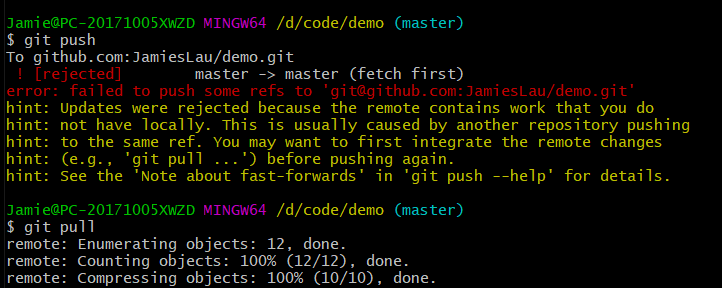 Jamie@PC-20171005XWZD MINGW64 /d/code/demo (master)
$ git push
To github.com:JamiesLau/demo.git
 ! [rejected]        master -> master (fetch first)
error: failed to push some refs to 'git@github.com:JamiesLau/demo.git'
hint: Updates were rejected because the remote contains work that you do
hint: not have locally. This is usually caused by another repository pushing
hint: to the same ref. You may want to first integrate the remote changes
hint: (e.g., 'git pull ...') before pushing again.
hint: See the 'Note about fast-forwards' in 'git push --help' for details.
Jamie@PC-20171005XWZD MINGW64 /d/code/demo (master)
$ git pull
remote: Enumerating objects: 12, done.
remote: Counting objects: 100% (12/12), done.
remote: Compressing objects: 100% (10/10), done.